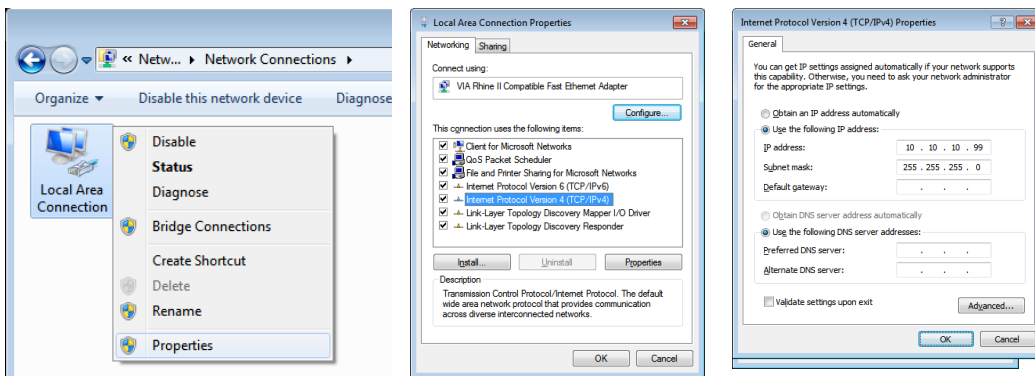 « Netw... ▸ Network Connections ▸
Organize ▾ Disable this network device Diagnose
Local Area
Connection
Disable
Status
Diagnose
Bridge Connections
Create Shortcut
Delete
Rename
Properties
Local Area Connection Properties
Networking Sharing
Connect using:
VIA Rhine II Compatible Fast Ethernet Adapter
Configure...
This connection uses the following items:
Client for Microsoft Networks
QoS Packet Scheduler
File and Printer Sharing for Microsoft Networks
Internet Protocol Version 6 (TCP/IPv6)
Internet Protocol Version 4 (TCP/IPv4)
Link-Layer Topology Discovery Mapper I/O Driver
Link-Layer Topology Discovery Responder
Install... Uninstall Properties
Description
Transmission Control Protocol/Internet Protocol. The default
wide area network protocol that provides communication
across diverse interconnected networks.
OK Cancel
Internet Protocol Version 4 (TCP/IPv4) Properties
General
You can get IP settings assigned automatically if your network supports
this capability. Otherwise, you need to ask your network administrator
for the appropriate IP settings.
Obtain an IP address automatically
Use the following IP address:
IP address: 10 . 10 . 10 . 99
Subnet mask: 255 . 255 . 255 . 0
Default gateway: . . .
Obtain DNS server address automatically
Use the following DNS server addresses:
Preferred DNS server: . . .
Alternate DNS server: . . .
Validate settings upon exit
Advanced...
OK Cancel